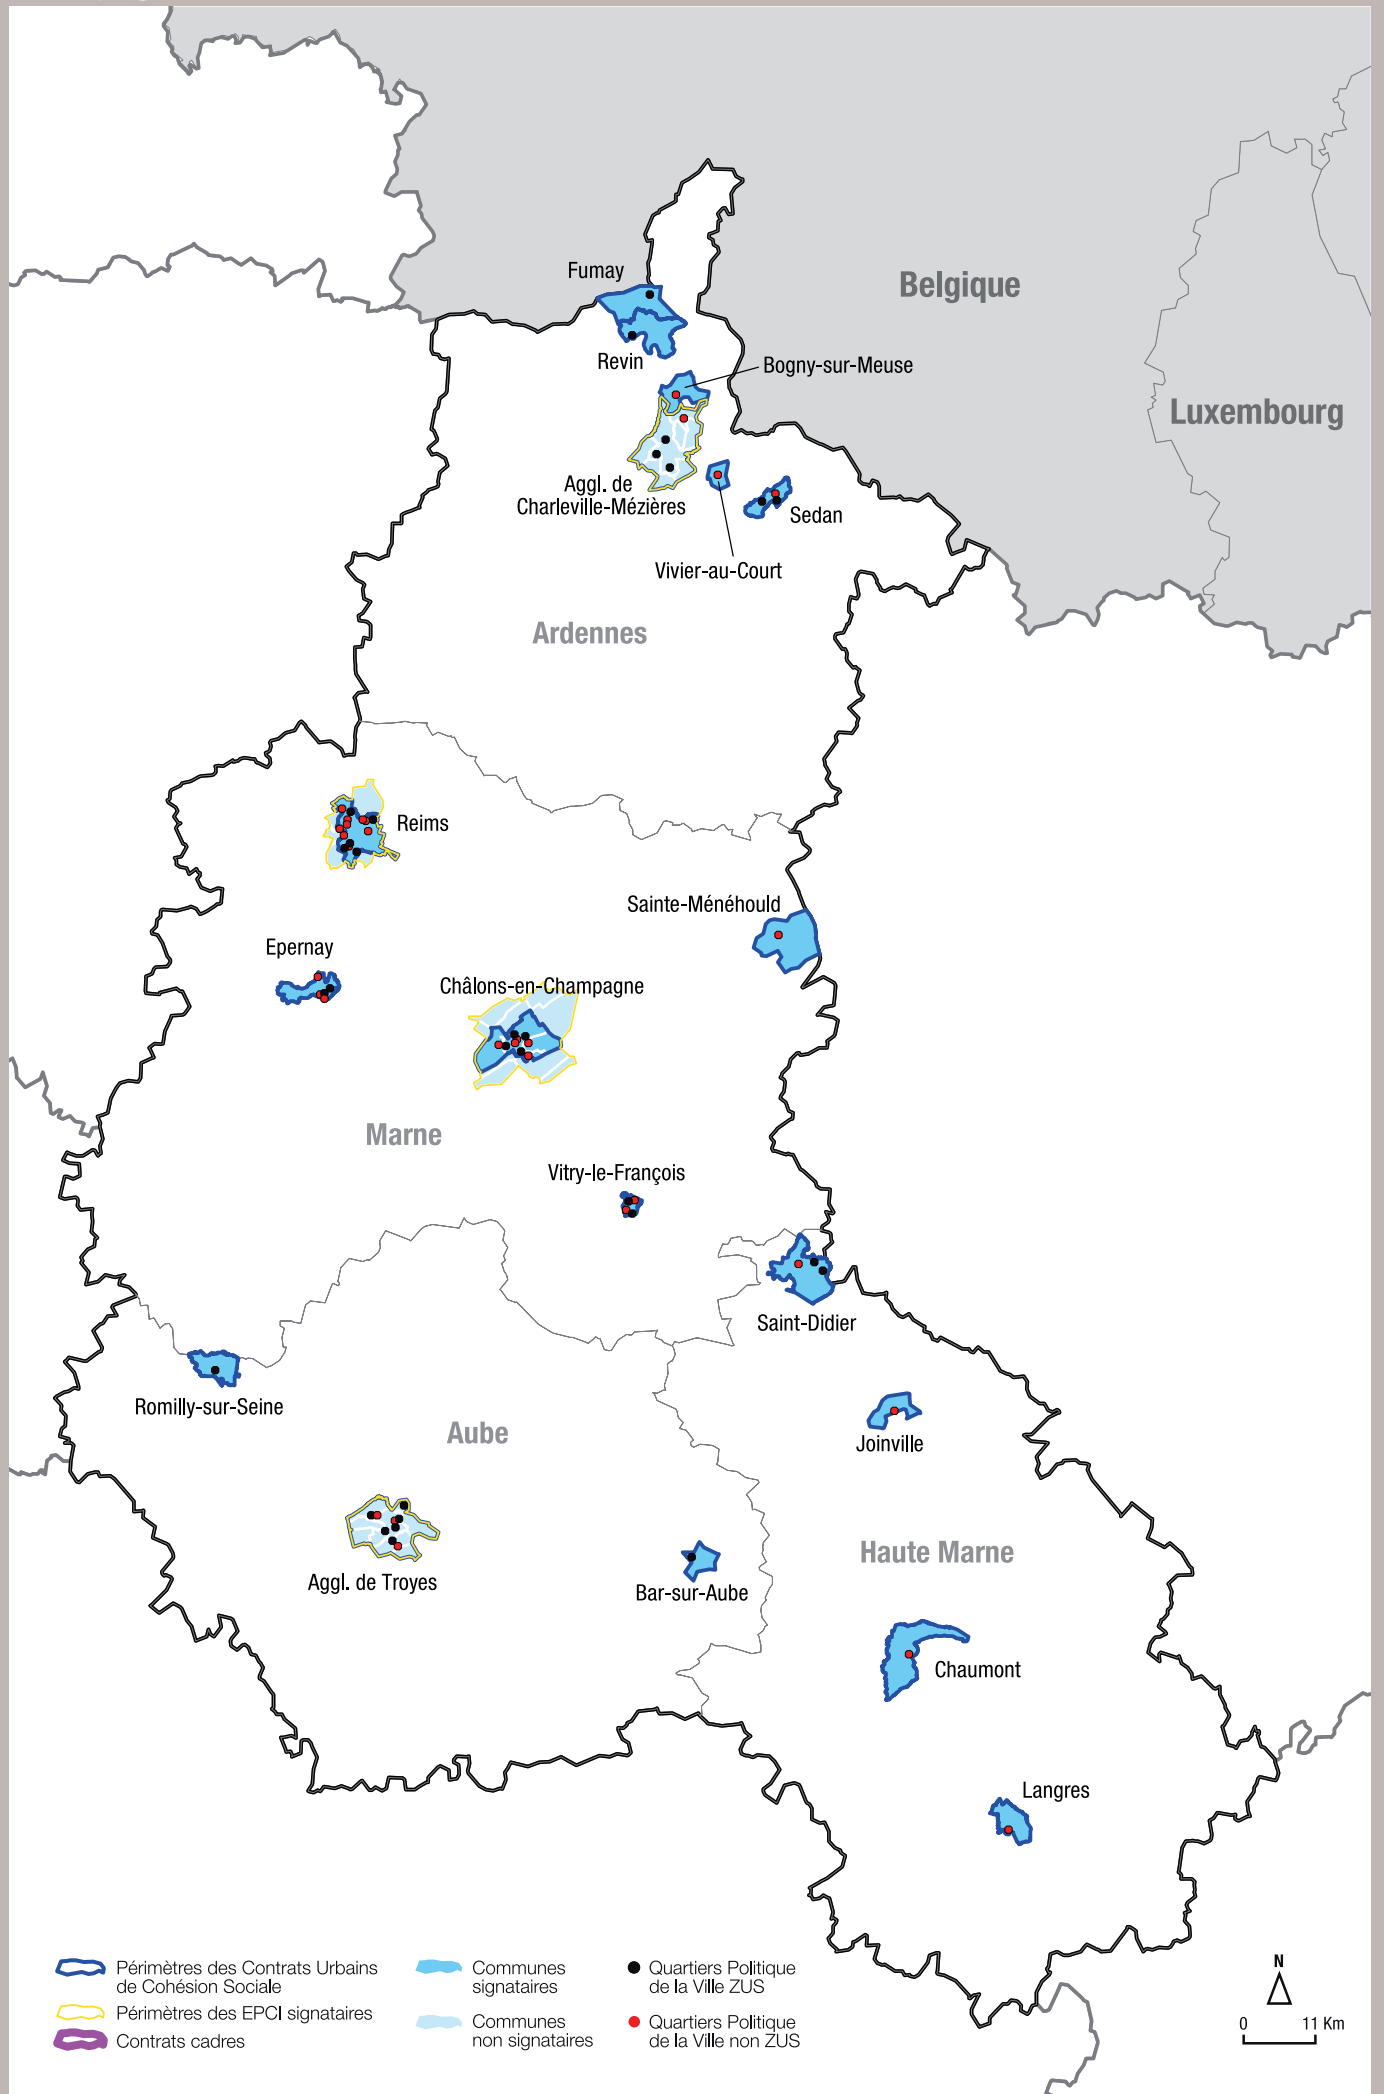 Fumay
Belgique
Revin
Bogny-sur-Meuse
Luxembourg
Aggl. de
Charleville-Mézières
Sedan
Vivier-au-Court
Ardennes
Reims
Sainte-Ménéhould
Epernay
Châlons-en-Champagne
Marne
Vitry-le-François
Saint-Didier
Romilly-sur-Seine
Aube
Joinville
Haute Marne
Aggl. de Troyes
Bar-sur-Aube
Chaumont
Langres
Périmètres des Contrats Urbains
de Cohésion Sociale
Périmètres des EPCI signataires
Contrats cadres
Communes
signataires
Communes
non signataires
Quartiers Politique
de la Ville ZUS
Quartiers Politique
de la Ville non ZUS
N
0 11 Km